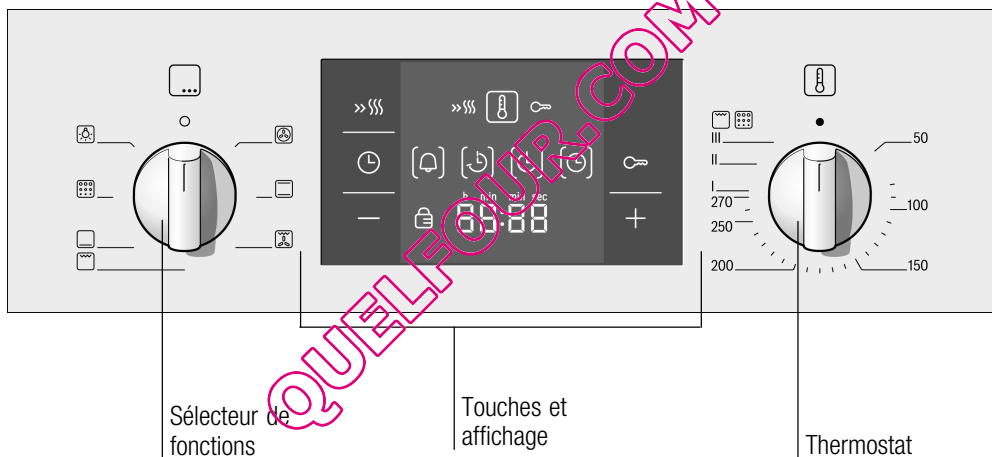 QUELFOUR.COM
h min min sec
88:88
III
II
I
270
250
200
50
100
150
Sélecteur de
fonctions
Touches et
affichage
Thermostat